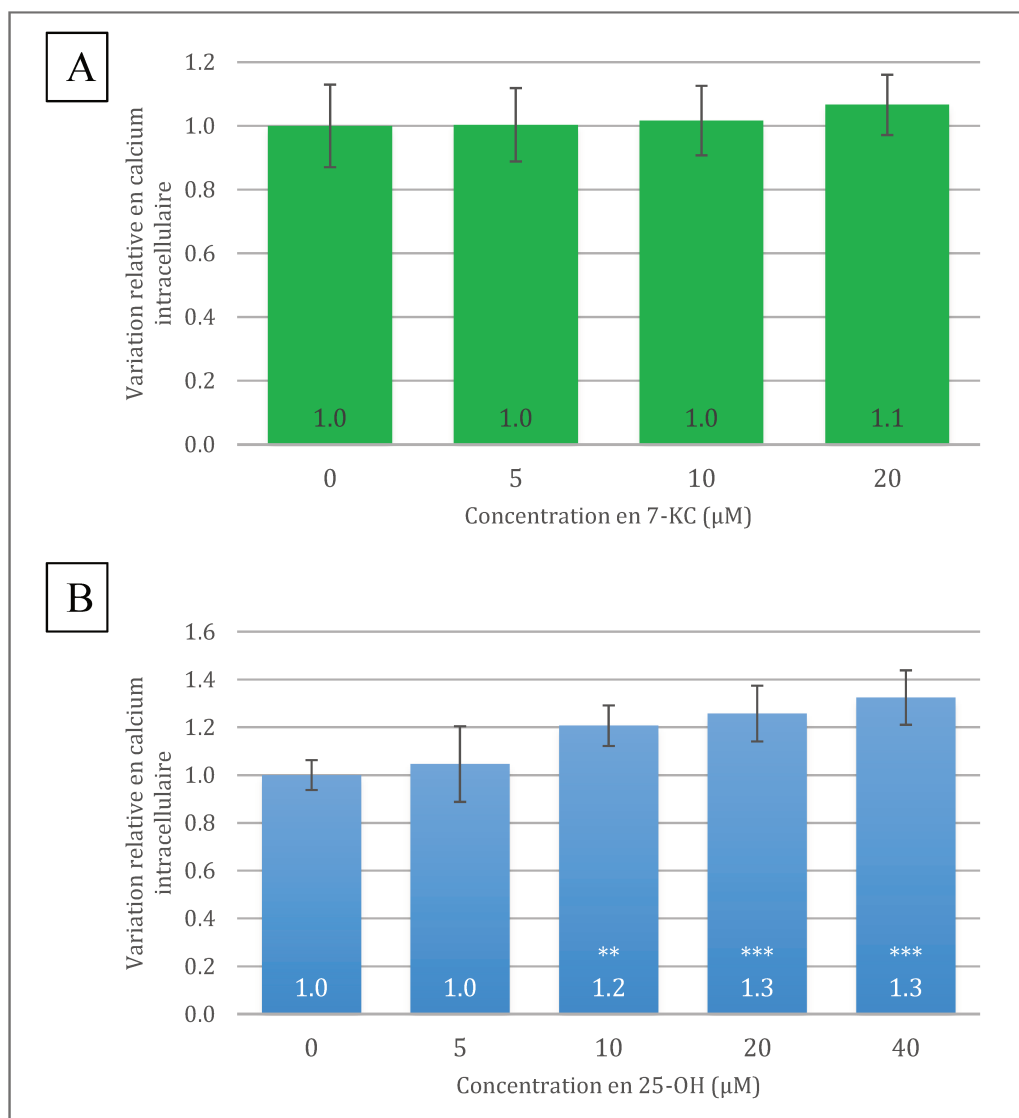 A
Variation relative en calcium
intracellulaire
1.2
1.0
0.8
0.6
0.4
0.2
0.0
1.0 1.0 1.0 1.1
0 5 10 20
Concentration en 7-KC (µM)
B
Variation relative en calcium
intracellulaire
1.6
1.4
1.2
1.0
0.8
0.6
0.4
0.2
0.0
** *** ***
1.0 1.0 1.2 1.3 1.3
0 5 10 20 40
Concentration en 25-OH (µM)